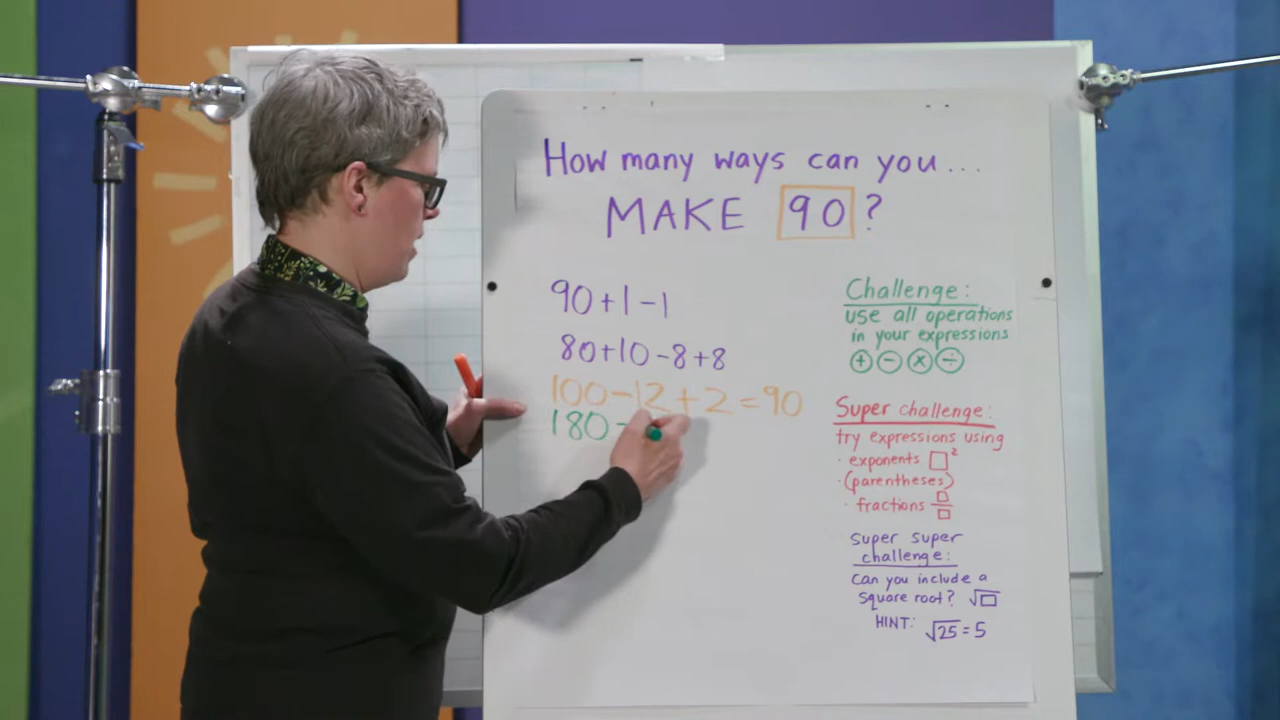 How many ways can you...
MAKE 90?
90+1-1
80+10-8+8
100-12+2=90
180-
Challenge:
use all operations
in your expressions
+ - × ÷
Super challenge:
try expressions using
· exponents □²
· (parentheses)
· fractions □/□
Super super
challenge:
Can you include a
square root? √□
HINT: √25=5